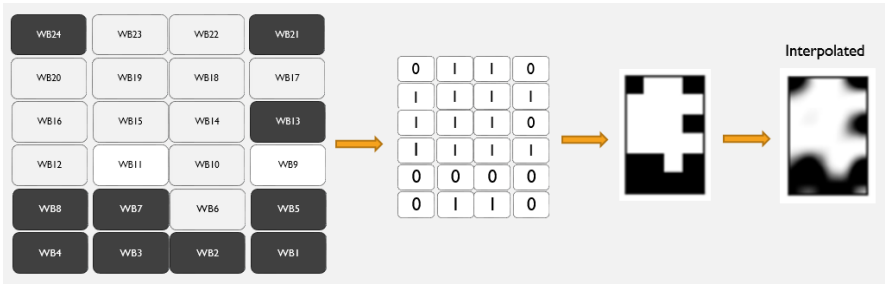 WB24 WB23 WB22 WB21
WB20 WB19 WB18 WB17
WB16 WB15 WB14 WB13
WB12 WB11 WB10 WB9
WB8 WB7 WB6 WB5
WB4 WB3 WB2 WB1
0 1 1 0
1 1 1 1
1 1 1 0
1 1 1 1
0 0 0 0
0 1 1 0
Interpolated